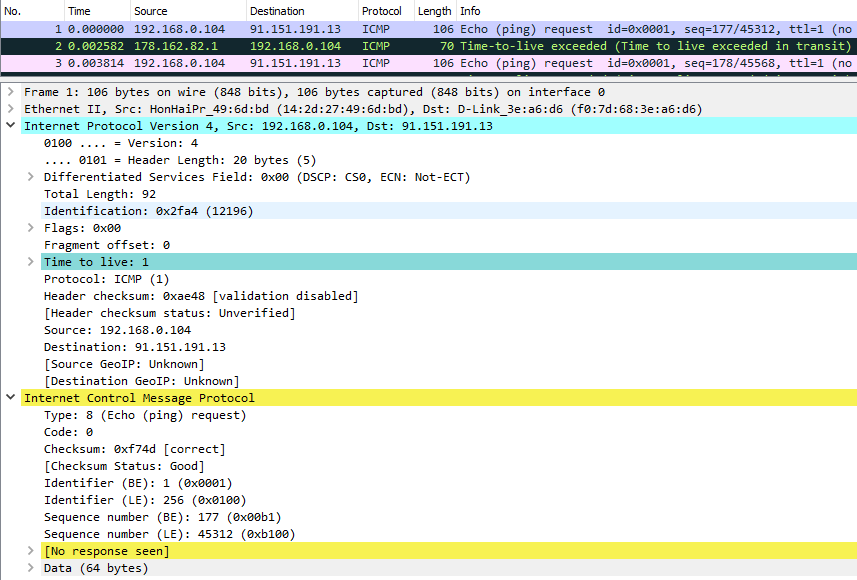 No. Time Source Destination Protocol Length Info
1 0.000000 192.168.0.104 91.151.191.13 ICMP 106 Echo (ping) request id=0x0001, seq=177/45312, ttl=1 (no
2 0.002582 178.162.82.1 192.168.0.104 ICMP 70 Time-to-live exceeded (Time to live exceeded in transit)
3 0.003814 192.168.0.104 91.151.191.13 ICMP 106 Echo (ping) request id=0x0001, seq=178/45568, ttl=1 (no
Frame 1: 106 bytes on wire (848 bits), 106 bytes captured (848 bits) on interface 0
Ethernet II, Src: HonHaiPr_49:6d:bd (14:2d:27:49:6d:bd), Dst: D-Link_3e:a6:d6 (f0:7d:68:3e:a6:d6)
Internet Protocol Version 4, Src: 192.168.0.104, Dst: 91.151.191.13
0100 .... = Version: 4
.... 0101 = Header Length: 20 bytes (5)
Differentiated Services Field: 0x00 (DSCP: CS0, ECN: Not-ECT)
Total Length: 92
Identification: 0x2fa4 (12196)
Flags: 0x00
Fragment offset: 0
Time to live: 1
Protocol: ICMP (1)
Header checksum: 0xae48 [validation disabled]
[Header checksum status: Unverified]
Source: 192.168.0.104
Destination: 91.151.191.13
[Source GeoIP: Unknown]
[Destination GeoIP: Unknown]
Internet Control Message Protocol
Type: 8 (Echo (ping) request)
Code: 0
Checksum: 0xf74d [correct]
[Checksum Status: Good]
Identifier (BE): 1 (0x0001)
Identifier (LE): 256 (0x0100)
Sequence number (BE): 177 (0x00b1)
Sequence number (LE): 45312 (0xb100)
[No response seen]
Data (64 bytes)